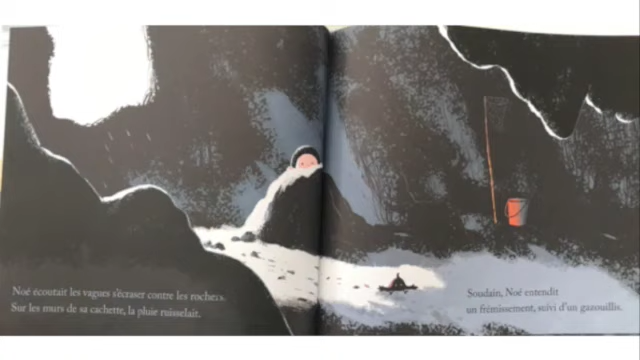 Noé écoutait les vagues s'écraser contre les rochers.
Sur les murs de sa cachette, la pluie ruisselait.
Soudain, Noé entendit
un frémissement, suivi d'un gazouillis.